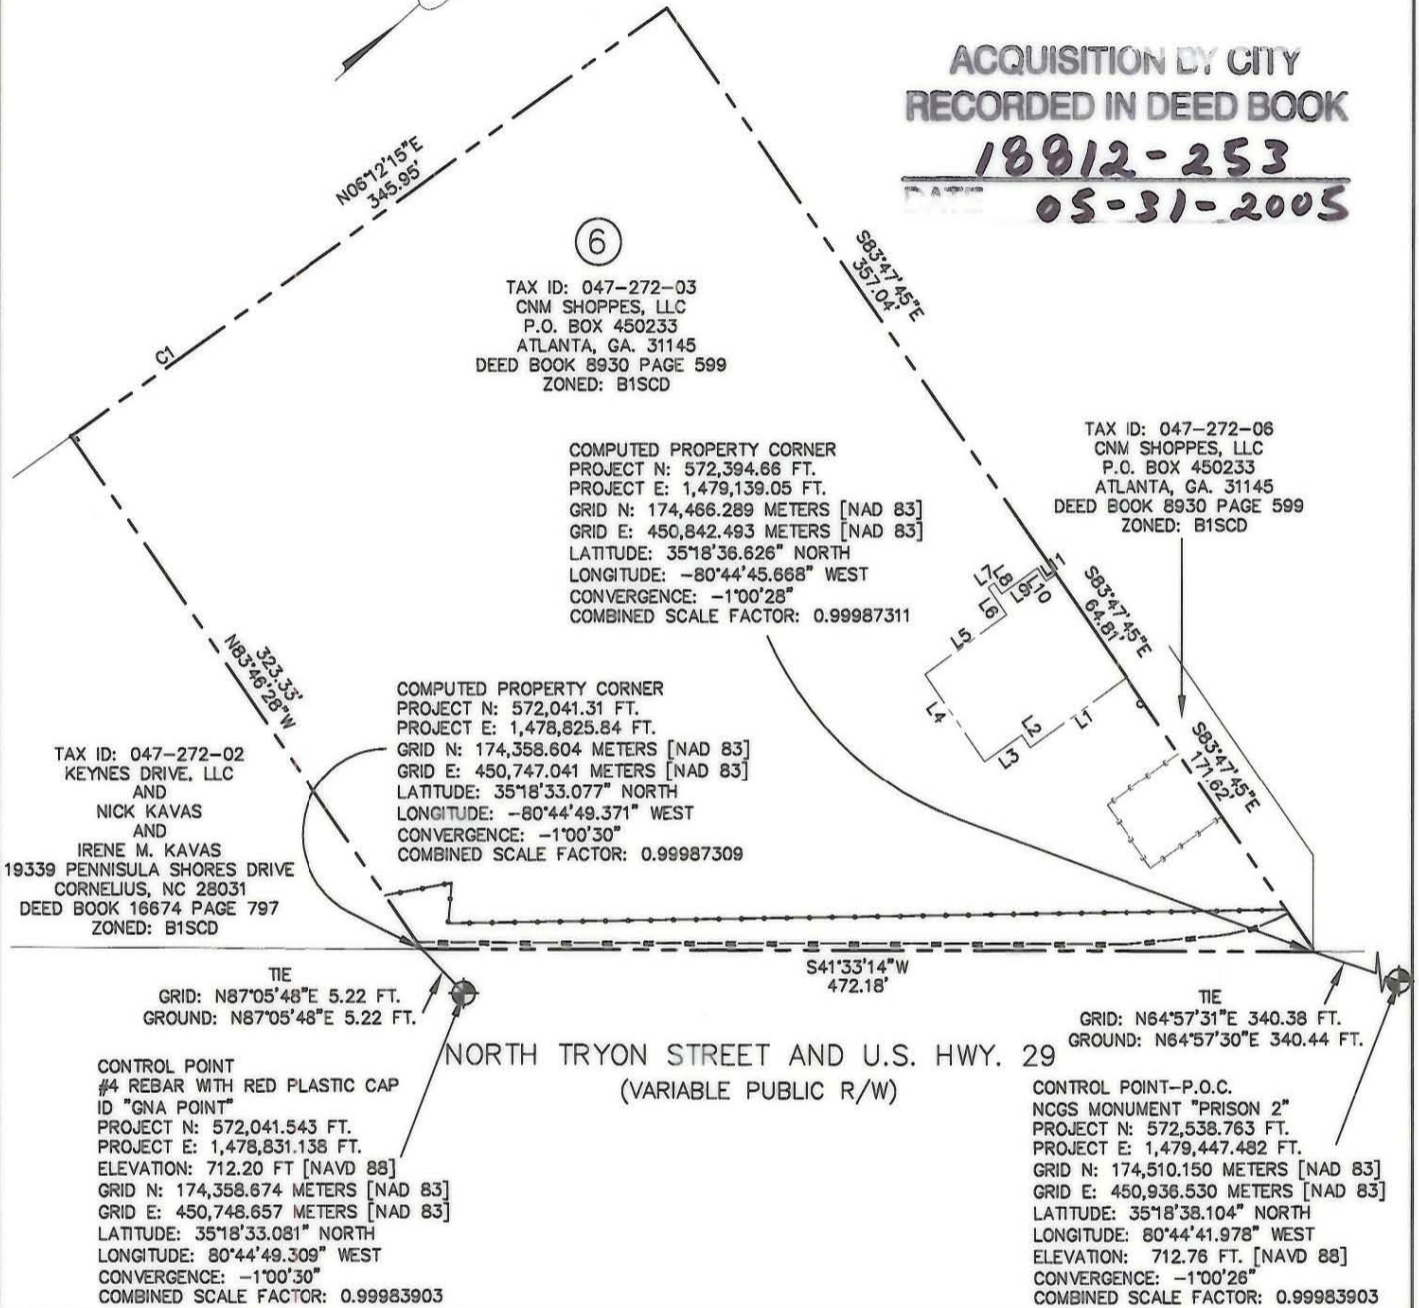 ACQUISITION BY CITY
RECORDED IN DEED BOOK
18812-253
DATE 05-31-2005
N06°12'15"E
345.95'
C1
6
TAX ID: 047-272-03
CNM SHOPPES, LLC
P.O. BOX 450233
ATLANTA, GA. 31145
DEED BOOK 8930 PAGE 599
ZONED: B1SCD
S83°47'45"E
357.04'
TAX ID: 047-272-06
CNM SHOPPES, LLC
P.O. BOX 450233
ATLANTA, GA. 31145
DEED BOOK 8930 PAGE 599
ZONED: B1SCD
COMPUTED PROPERTY CORNER
PROJECT N: 572,394.66 FT.
PROJECT E: 1,479,139.05 FT.
GRID N: 174,466.289 METERS [NAD 83]
GRID E: 450,842.493 METERS [NAD 83]
LATITUDE: 35°18'36.626" NORTH
LONGITUDE: -80°44'45.668" WEST
CONVERGENCE: -1°00'28"
COMBINED SCALE FACTOR: 0.99987311
L11
L7
L8
L9
L10
L6
L5
L4
L3
L2
L1
S83°47'45"E
64.81'
S83°47'45"E
171.62'
323.33'
N83°46'28"W
COMPUTED PROPERTY CORNER
PROJECT N: 572,041.31 FT.
PROJECT E: 1,478,825.84 FT.
GRID N: 174,358.604 METERS [NAD 83]
GRID E: 450,747.041 METERS [NAD 83]
LATITUDE: 35°18'33.077" NORTH
LONGITUDE: -80°44'49.371" WEST
CONVERGENCE: -1°00'30"
COMBINED SCALE FACTOR: 0.99987309
TAX ID: 047-272-02
KEYNES DRIVE, LLC
AND
NICK KAVAS
AND
IRENE M. KAVAS
19339 PENNISULA SHORES DRIVE
CORNELIUS, NC 28031
DEED BOOK 16674 PAGE 797
ZONED: B1SCD
S41°33'14"W
472.18'
TIE
GRID: N87°05'48"E 5.22 FT.
GROUND: N87°05'48"E 5.22 FT.
TIE
GRID: N64°57'31"E 340.38 FT.
GROUND: N64°57'30"E 340.44 FT.
NORTH TRYON STREET AND U.S. HWY. 29
(VARIABLE PUBLIC R/W)
CONTROL POINT
#4 REBAR WITH RED PLASTIC CAP
ID "GNA POINT"
PROJECT N: 572,041.543 FT.
PROJECT E: 1,478,831.138 FT.
ELEVATION: 712.20 FT [NAVD 88]
GRID N: 174,358.674 METERS [NAD 83]
GRID E: 450,748.657 METERS [NAD 83]
LATITUDE: 35°18'33.081" NORTH
LONGITUDE: 80°44'49.309" WEST
CONVERGENCE: -1°00'30"
COMBINED SCALE FACTOR: 0.99983903
CONTROL POINT-P.O.C.
NCGS MONUMENT "PRISON 2"
PROJECT N: 572,538.763 FT.
PROJECT E: 1,479,447.482 FT.
GRID N: 174,510.150 METERS [NAD 83]
GRID E: 450,936.530 METERS [NAD 83]
LATITUDE: 35°18'38.104" NORTH
LONGITUDE: 80°44'41.978" WEST
ELEVATION: 712.76 FT. [NAVD 88]
CONVERGENCE: -1°00'26"
COMBINED SCALE FACTOR: 0.99983903